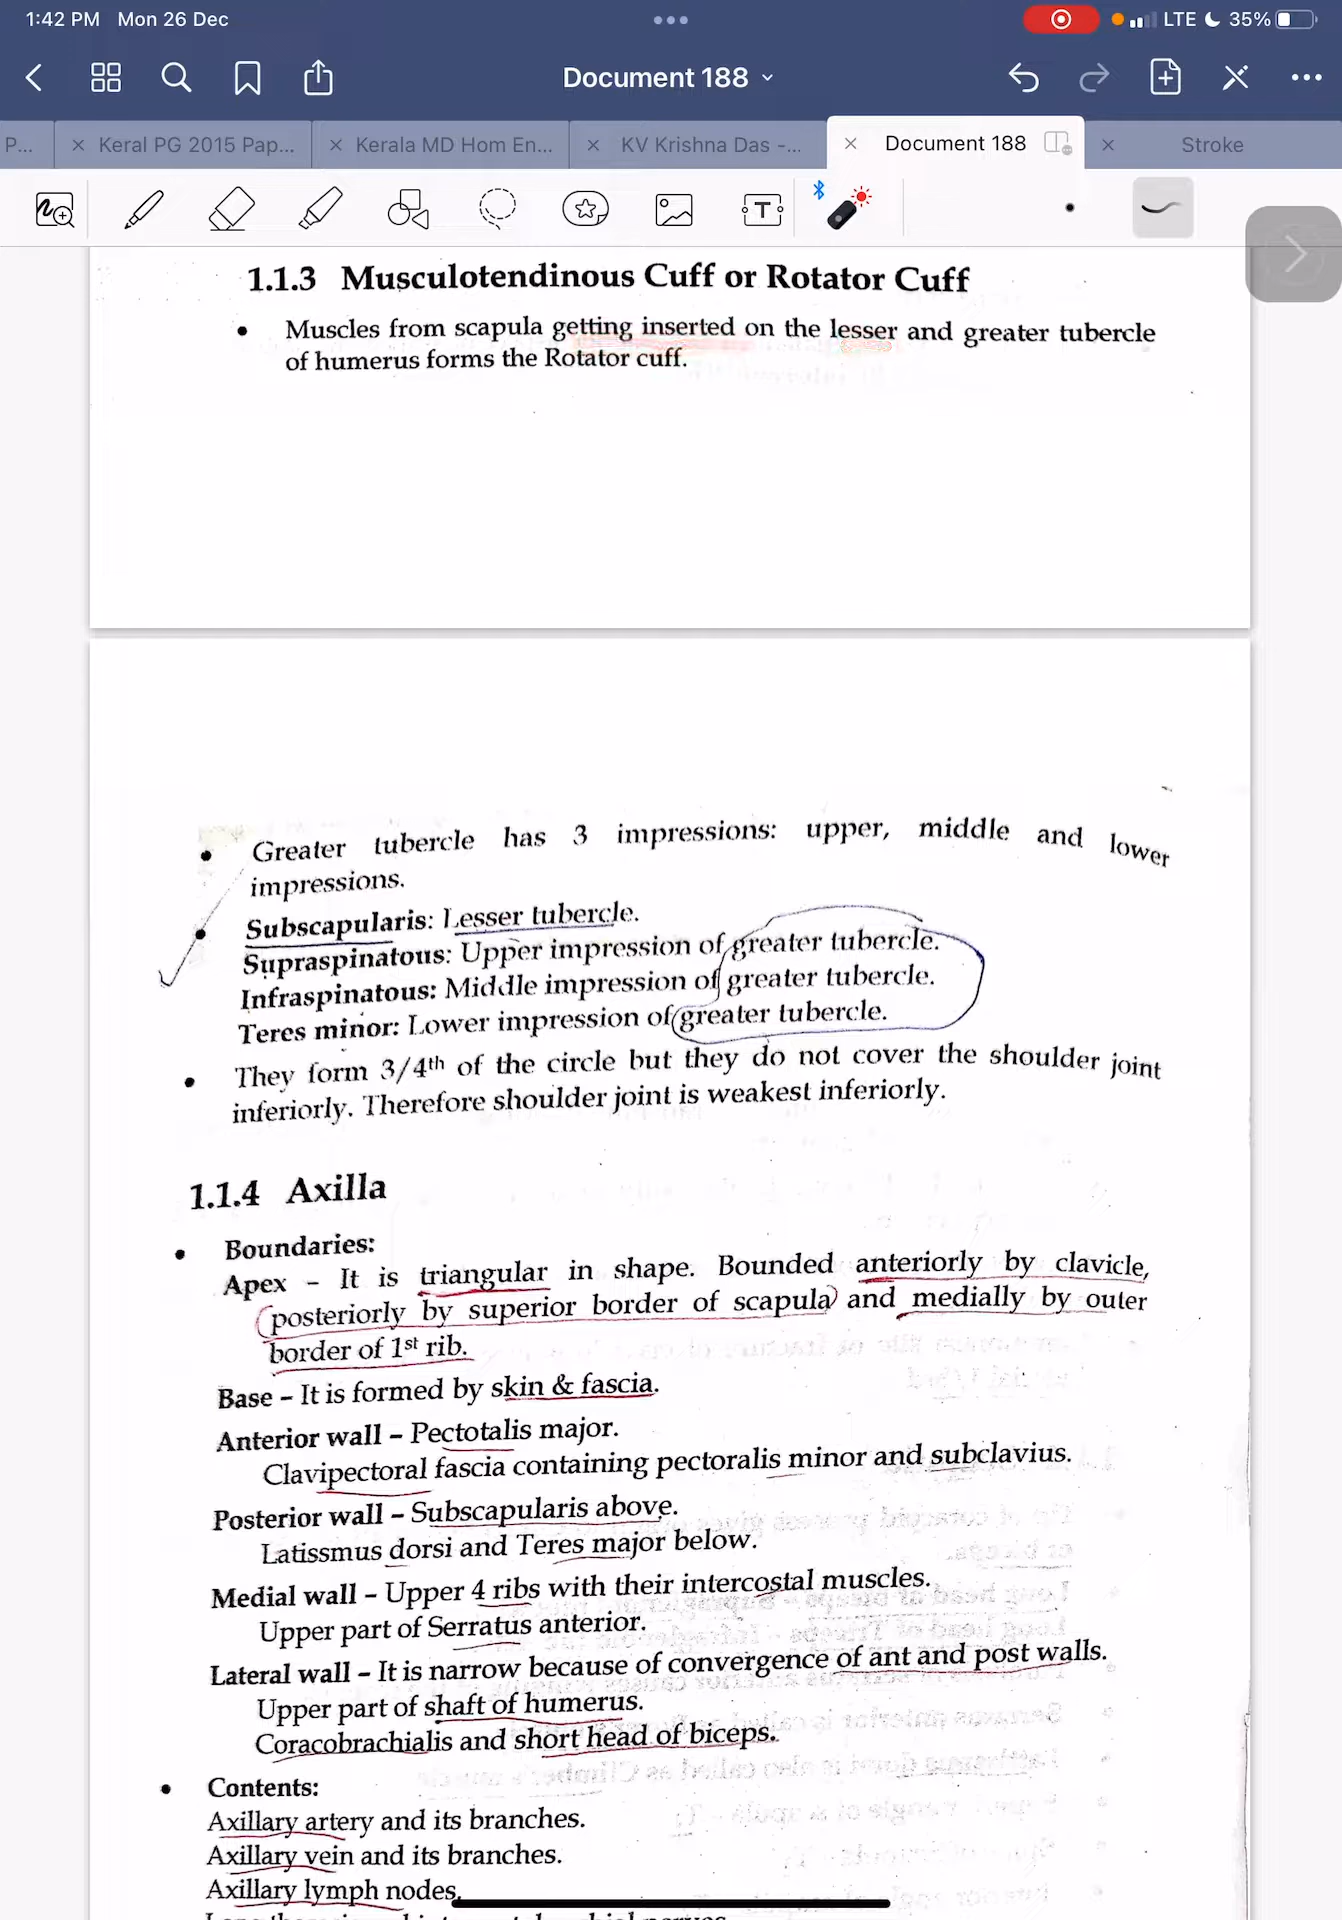 1:42 PM Mon 26 Dec
LTE 35%
Document 188
P...
Keral PG 2015 Pap...
Kerala MD Hom En...
KV Krishna Das -...
Document 188
Stroke
1.1.3 Musculotendinous Cuff or Rotator Cuff
• Muscles from scapula getting inserted on the lesser and greater tubercle
of humerus forms the Rotator cuff.
• Greater tubercle has 3 impressions: upper, middle and lower
impressions.
• Subscapularis: Lesser tubercle.
Supraspinatous: Upper impression of greater tubercle.
Infraspinatous: Middle impression of greater tubercle.
Teres minor: Lower impression of greater tubercle.
• They form 3/4th of the circle but they do not cover the shoulder joint
inferiorly. Therefore shoulder joint is weakest inferiorly.
1.1.4 Axilla
• Boundaries:
Apex – It is triangular in shape. Bounded anteriorly by clavicle,
posteriorly by superior border of scapula and medially by outer
border of 1st rib.
Base – It is formed by skin & fascia.
Anterior wall – Pectotalis major.
Clavipectoral fascia containing pectoralis minor and subclavius.
Posterior wall – Subscapularis above.
Latissmus dorsi and Teres major below.
Medial wall – Upper 4 ribs with their intercostal muscles.
Upper part of Serratus anterior.
Lateral wall – It is narrow because of convergence of ant and post walls.
Upper part of shaft of humerus.
Coracobrachialis and short head of biceps.
• Contents:
Axillary artery and its branches.
Axillary vein and its branches.
Axillary lymph nodes.